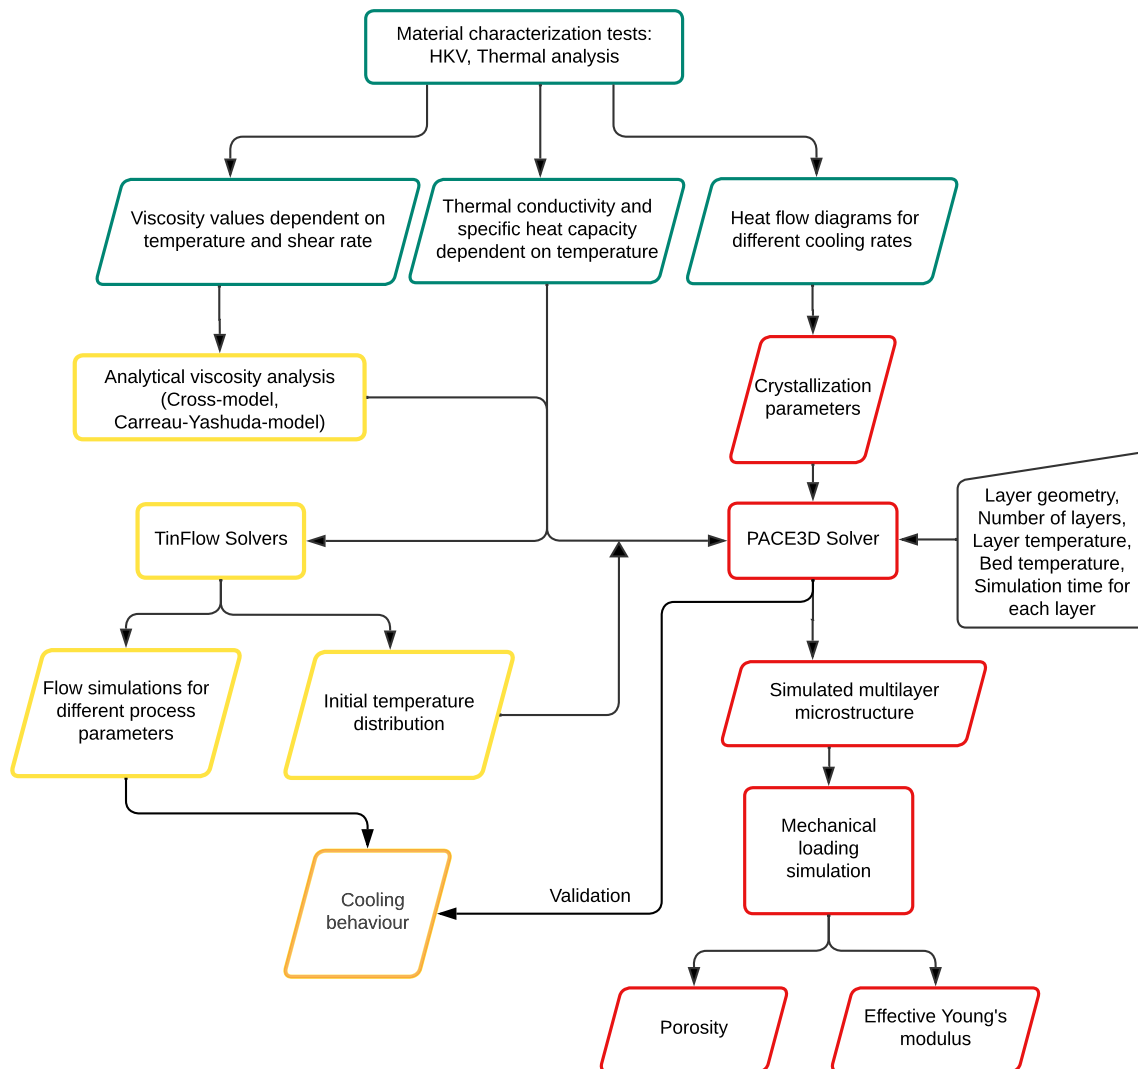 Material characterization tests:
HKV, Thermal analysis
Viscosity values dependent on
temperature and shear rate
Thermal conductivity and
specific heat capacity
dependent on temperature
Heat flow diagrams for
different cooling rates
Analytical viscosity analysis
(Cross-model,
Carreau-Yashuda-model)
Crystallization
parameters
TinFlow Solvers
PACE3D Solver
Layer geometry,
Number of layers,
Layer temperature,
Bed temperature,
Simulation time for
each layer
Flow simulations for
different process
parameters
Initial temperature
distribution
Simulated multilayer
microstructure
Mechanical
loading
simulation
Cooling
behaviour
Validation
Porosity
Effective Young's
modulus